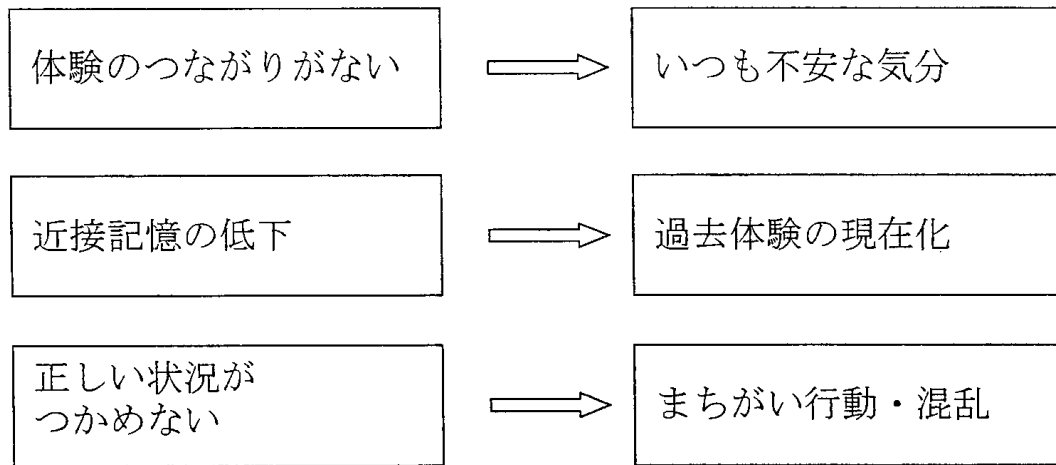 体験のつながりがない
いつも不安な気分
近接記憶の低下
過去体験の現在化
正しい状況が
つかめない
まちがい行動・混乱